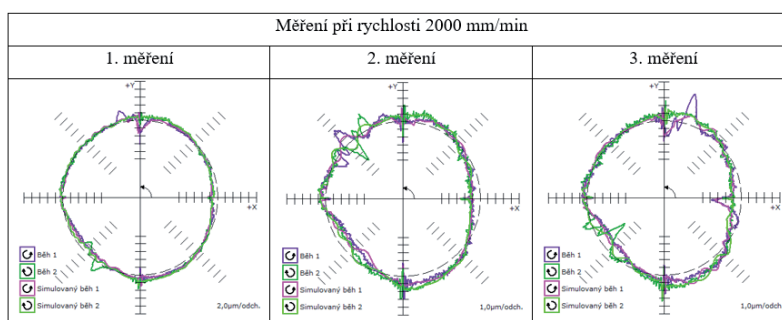 Měření při rychlosti 2000 mm/min
1. měření
2. měření
3. měření
+Y
+X
Běh 1
Běh 2
Simulovaný běh 1
Simulovaný běh 2
2,0µm/odch.
+Y
+X
Běh 1
Běh 2
Simulovaný běh 1
Simulovaný běh 2
1,0µm/odch.
+Y
+X
Běh 1
Běh 2
Simulovaný běh 1
Simulovaný běh 2
1,0µm/odch.